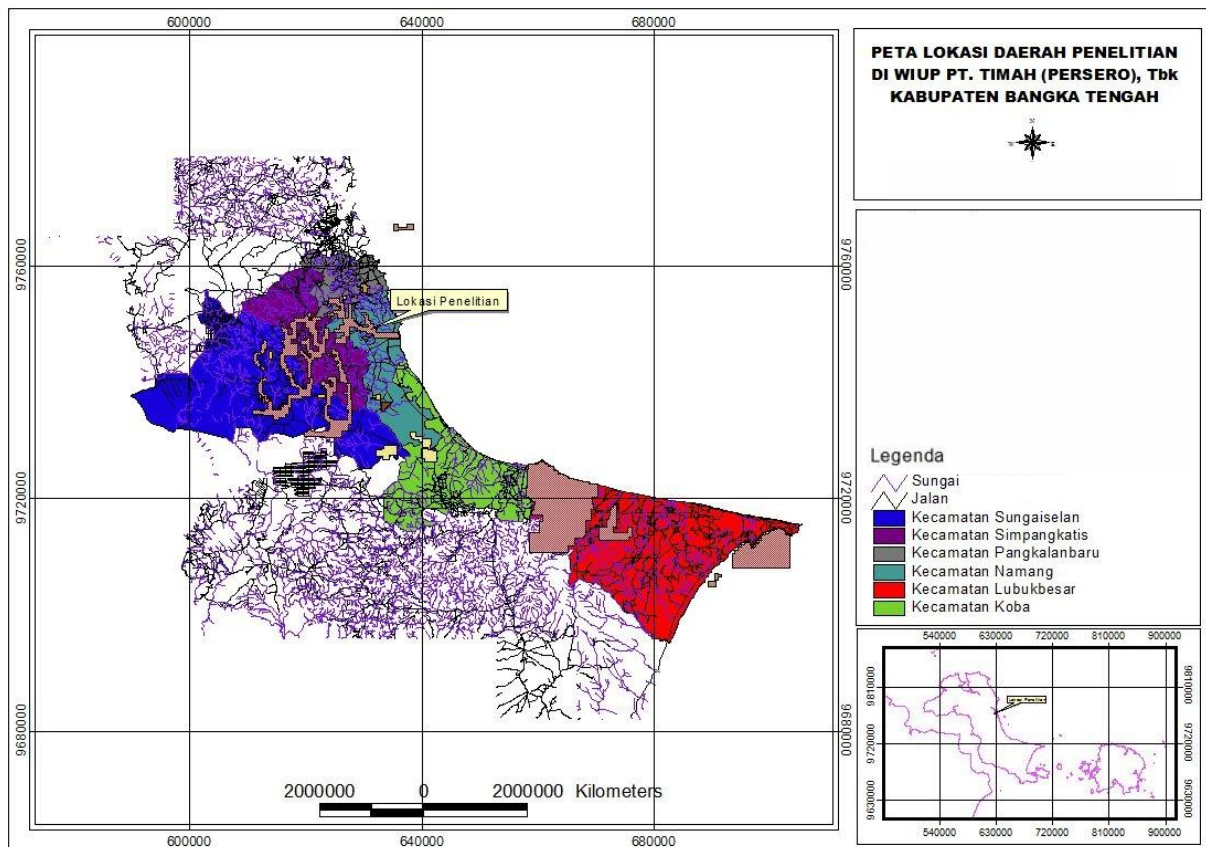 600000 640000 680000
PETA LOKASI DAERAH PENELITIAN
DI WIUP PT. TIMAH (PERSERO), Tbk
KABUPATEN BANGKA TENGAH
9760000 9760000
Lokasi Penelitian
9720000 9720000
9680000 9680000
2000000 0 2000000 Kilometers
600000 640000 680000
Legenda
Sungai
Jalan
Kecamatan Sungaiselan
Kecamatan Simpangkatis
Kecamatan Pangkalanbaru
Kecamatan Namang
Kecamatan Lubukbesar
Kecamatan Koba
540000 630000 720000 810000 900000
9810000 9810000
Lokasi Penelitian
9720000 9720000
9630000 9630000
540000 630000 720000 810000 900000